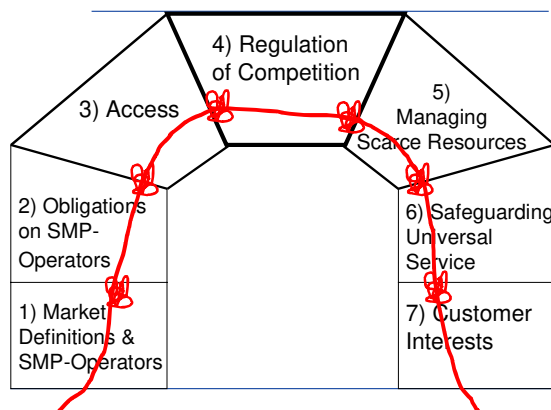 4) Regulation
of Competition
3) Access
5)
Managing
Scarce Resources
2) Obligations
on SMP-
Operators
6) Safeguarding
Universal
Service
1) Market
Definitions &
SMP-Operators
7) Customer
Interests